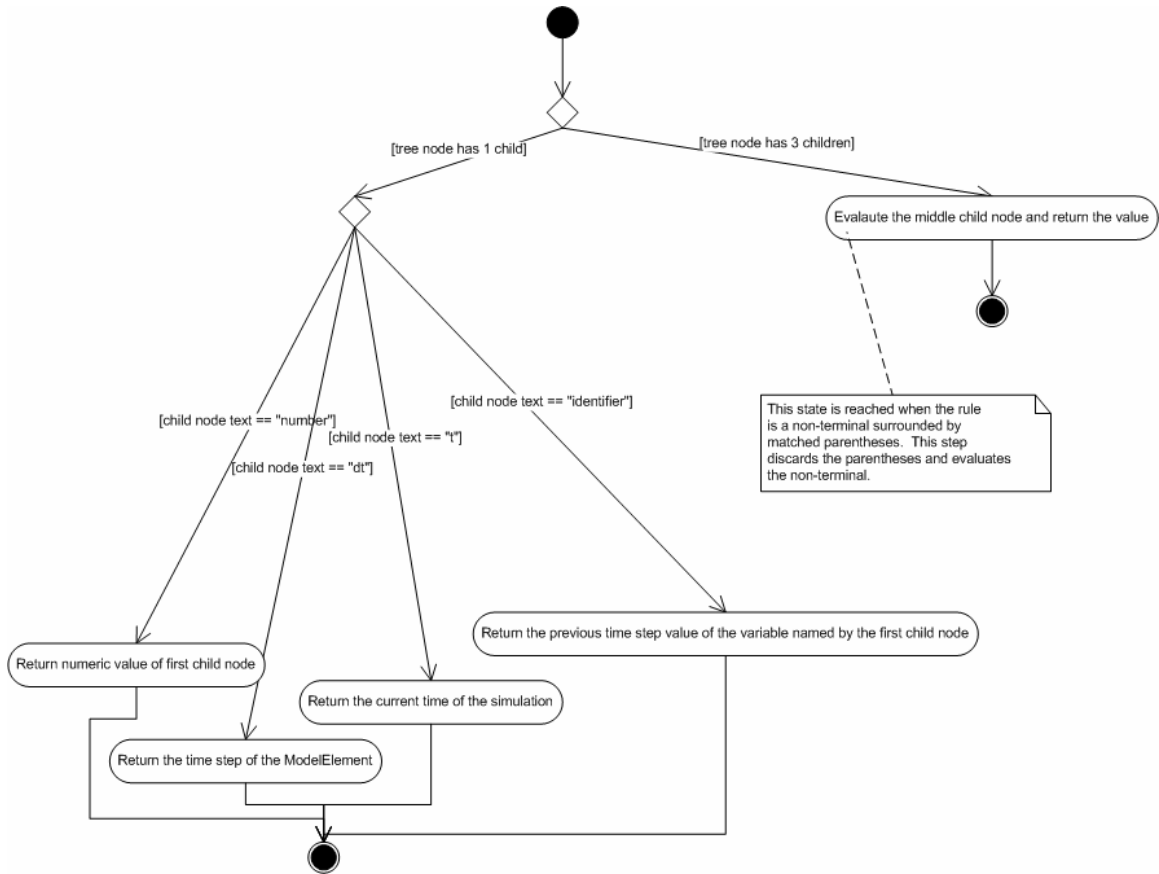 [tree node has 1 child]
[tree node has 3 children]
Evalaute the middle child node and return the value
[child node text == "identifier"]
[child node text == "number"]
[child node text == "t"]
[child node text == "dt"]
This state is reached when the rule
is a non-terminal surrounded by
matched parentheses.  This step
discards the parentheses and evaluates
the non-terminal.
Return the previous time step value of the variable named by the first child node
Return numeric value of first child node
Return the current time of the simulation
Return the time step of the ModelElement